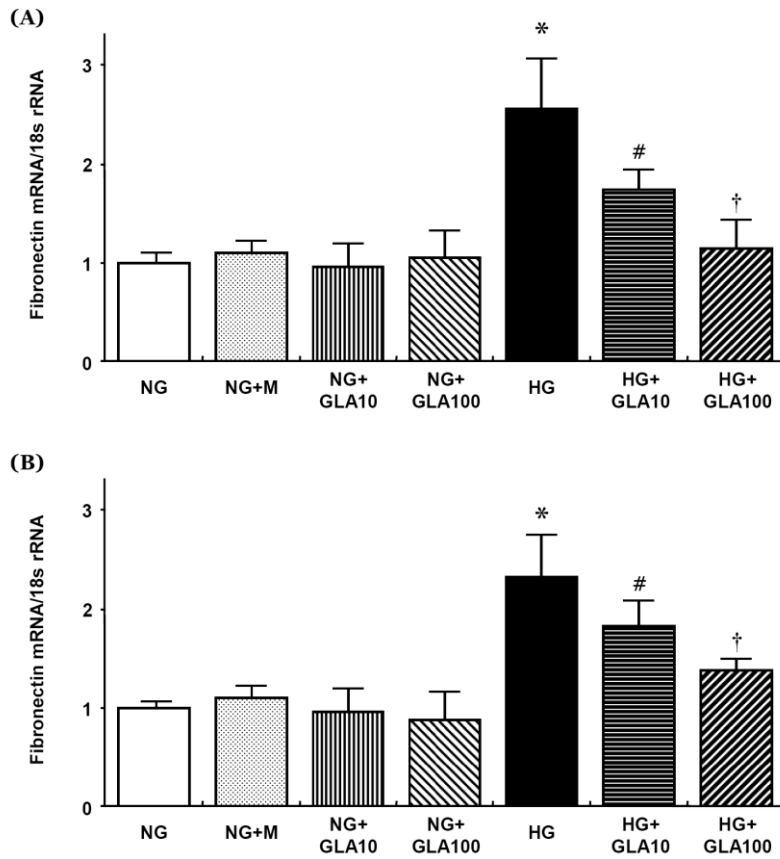 (A)
Fibronectin mRNA/18s rRNA
3
2
1
0
*
#
†
NG
NG+M
NG+
GLA10
NG+
GLA100
HG
HG+
GLA10
HG+
GLA100
(B)
Fibronectin mRNA/18s rRNA
3
2
1
0
*
#
†
NG
NG+M
NG+
GLA10
NG+
GLA100
HG
HG+
GLA10
HG+
GLA100